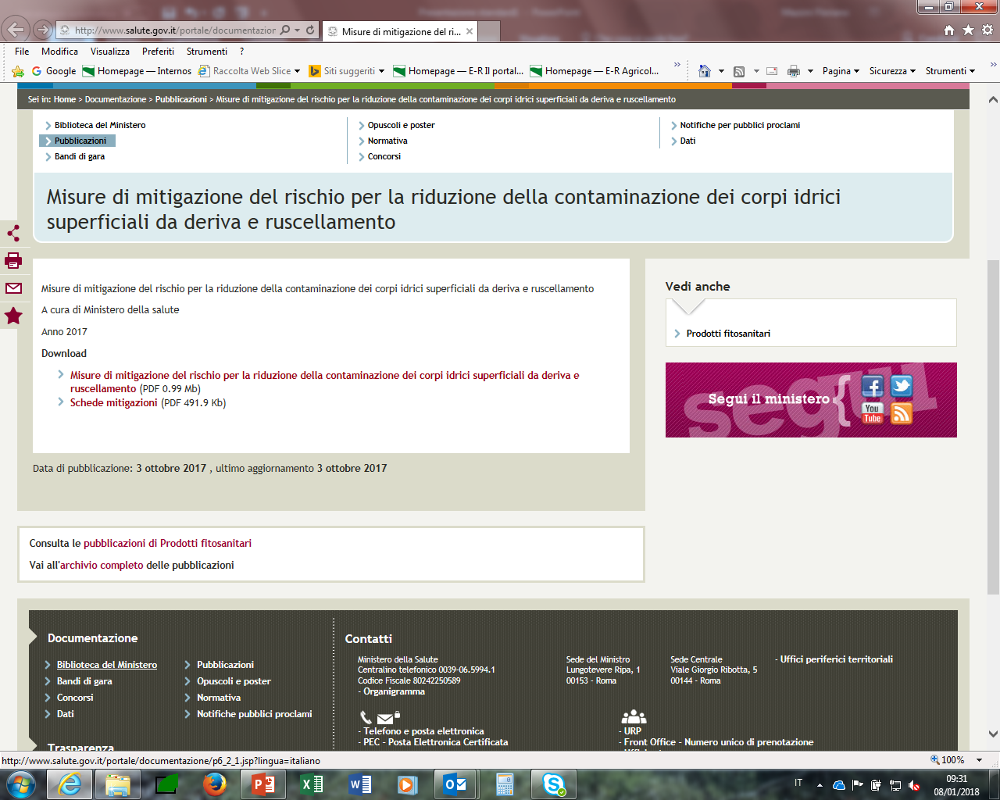 http://www.salute.gov.it/portale/documentazior
Misure di mitigazione del ri...
File Modifica Visualizza Preferiti Strumenti ?
Google Homepage — Internos Raccolta Web Slice Siti suggeriti Homepage — E-R Il portal... Homepage — E-R Agricol... Pagina Sicurezza Strumenti
Sei in: Home > Documentazione > Pubblicazioni > Misure di mitigazione del rischio per la riduzione della contaminazione dei corpi idrici superficiali da deriva e ruscellamento
Biblioteca del Ministero Opuscoli e poster Notifiche per pubblici proclami
Pubblicazioni Normativa Dati
Bandi di gara Concorsi
Misure di mitigazione del rischio per la riduzione della contaminazione dei corpi idrici
superficiali da deriva e ruscellamento
Misure di mitigazione del rischio per la riduzione della contaminazione dei corpi idrici superficiali da deriva e ruscellamento
A cura di Ministero della salute
Anno 2017
Download
Misure di mitigazione del rischio per la riduzione della contaminazione dei corpi idrici superficiali da deriva e
ruscellamento (PDF 0.99 Mb)
Schede mitigazioni (PDF 491.9 Kb)
Data di pubblicazione: 3 ottobre 2017 , ultimo aggiornamento 3 ottobre 2017
Vedi anche
Prodotti fitosanitari
segui
Segui il ministero
You
Tube
Consulta le pubblicazioni di Prodotti fitosanitari
Vai all'archivio completo delle pubblicazioni
Documentazione
Biblioteca del Ministero Pubblicazioni
Bandi di gara Opuscoli e poster
Concorsi Normativa
Dati Notifiche pubblici proclami
Trasparenza
Contatti
Ministero della Salute
Centralino telefonico 0039-06.5994.1
Codice Fiscale 80242250589
- Organigramma
Sede del Ministro
Lungotevere Ripa, 1
00153 - Roma
Sede Centrale
Viale Giorgio Ribotta, 5
00144 - Roma
- Uffici periferici territoriali
- Telefono e posta elettronica
- PEC - Posta Elettronica Certificata
- URP
- Front Office - Numero unico di prenotazione
http://www.salute.gov.it/portale/documentazione/p6_2_1.jsp?lingua=italiano
100%
IT
09:31
08/01/2018